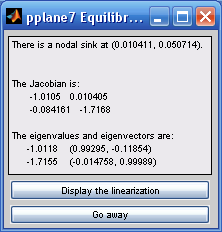 pplane7 Equilibr...
There is a nodal sink at (0.010411, 0.050714).
The Jacobian is:
-1.0105 0.010405
-0.084161 -1.7168
The eigenvalues and eigenvectors are:
-1.0118 (0.99295, -0.11854)
-1.7155 (-0.014758, 0.99989)
Display the linearization
Go away